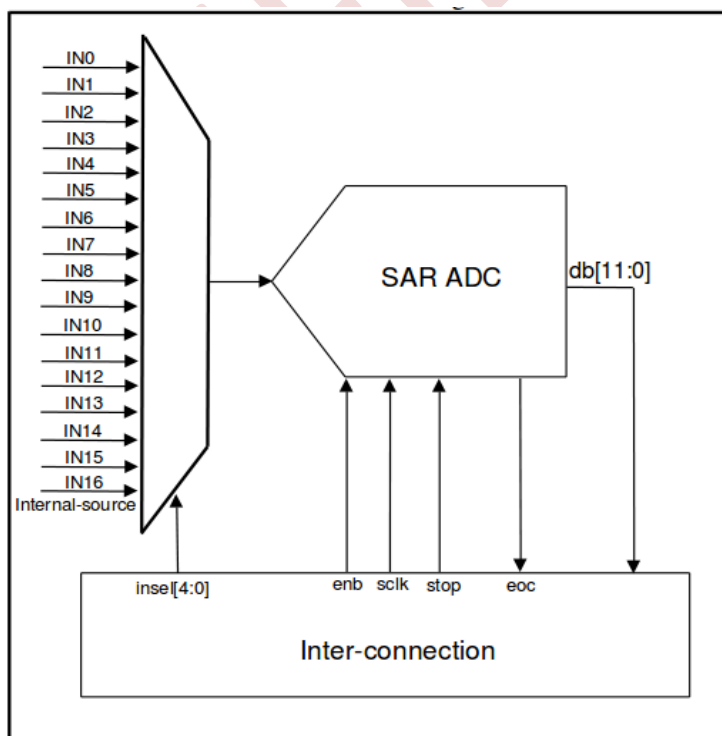 IN0
IN1
IN2
IN3
IN4
IN5
IN6
IN7
IN8
IN9
IN10
IN11
IN12
IN13
IN14
IN15
IN16
Internal-source
SAR ADC
db[11:0]
insel[4:0]
enb
sclk
stop
eoc
Inter-connection